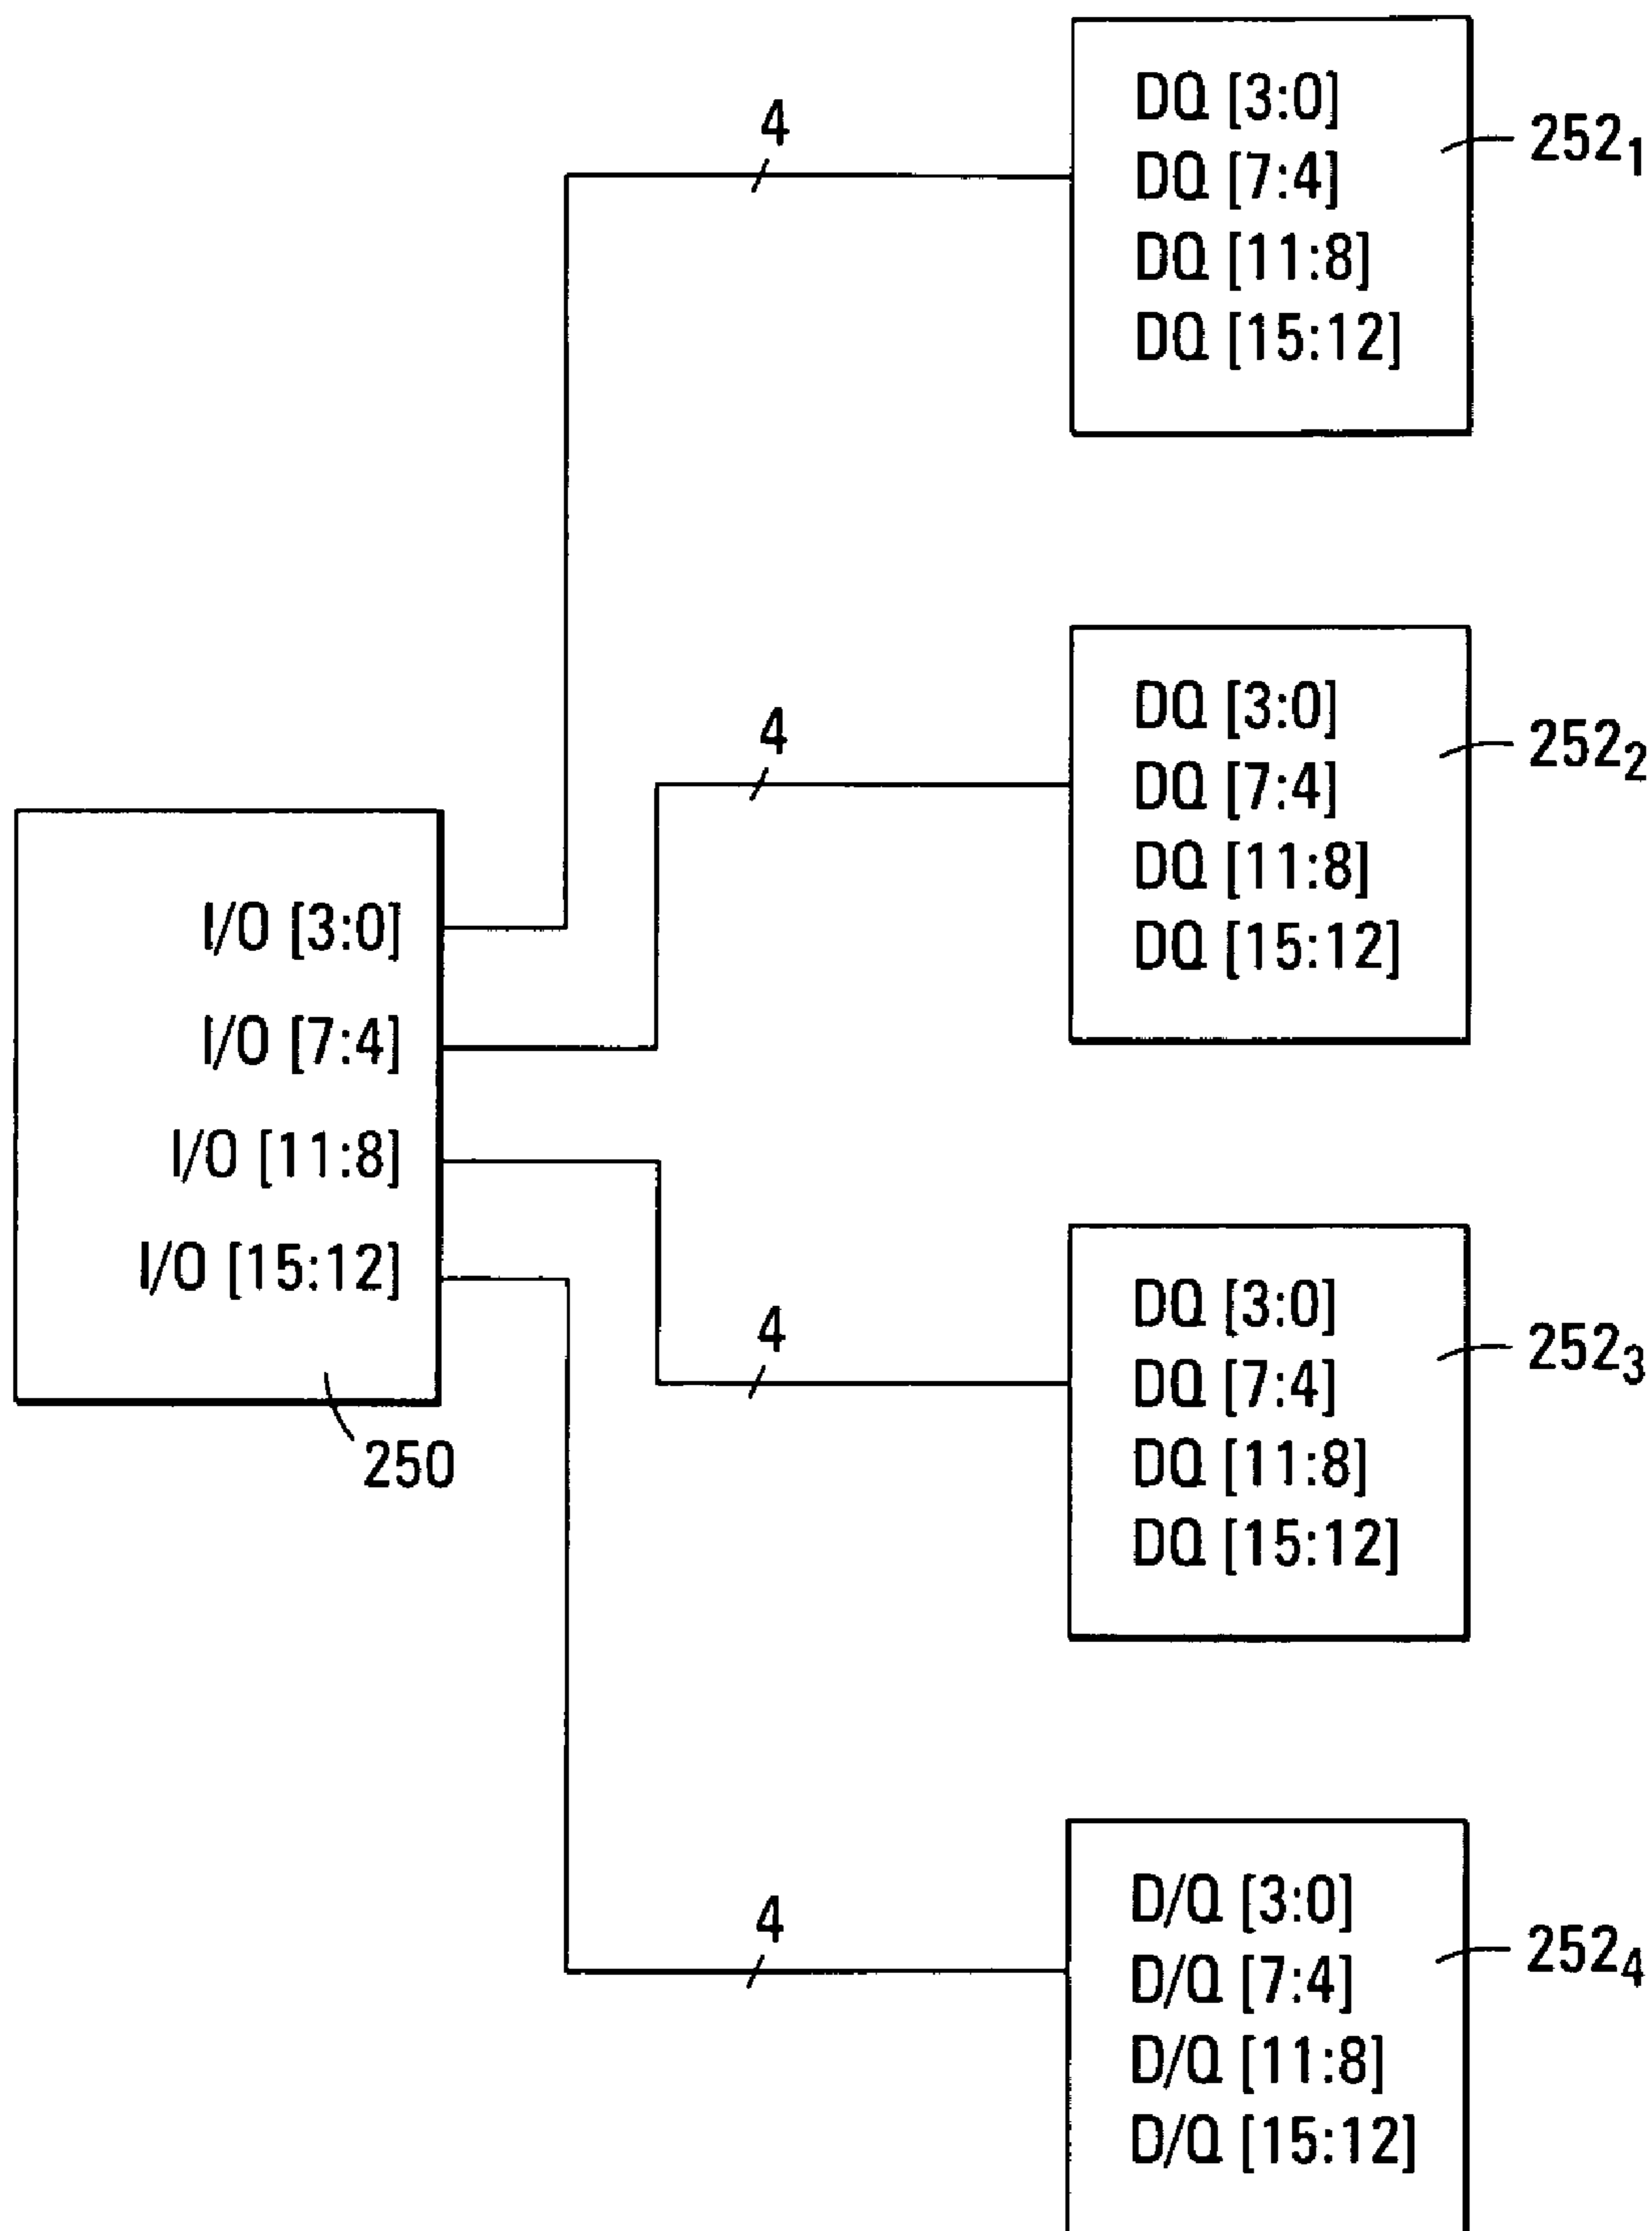 4
DQ [3:0]
DQ [7:4]
DQ [11:8]
DQ [15:12]
252₁
4
DQ [3:0]
DQ [7:4]
DQ [11:8]
DQ [15:12]
252₂
I/O [3:0]
I/O [7:4]
I/O [11:8]
I/O [15:12]
250
4
DQ [3:0]
DQ [7:4]
DQ [11:8]
DQ [15:12]
252₃
4
D/Q [3:0]
D/Q [7:4]
D/Q [11:8]
D/Q [15:12]
252₄